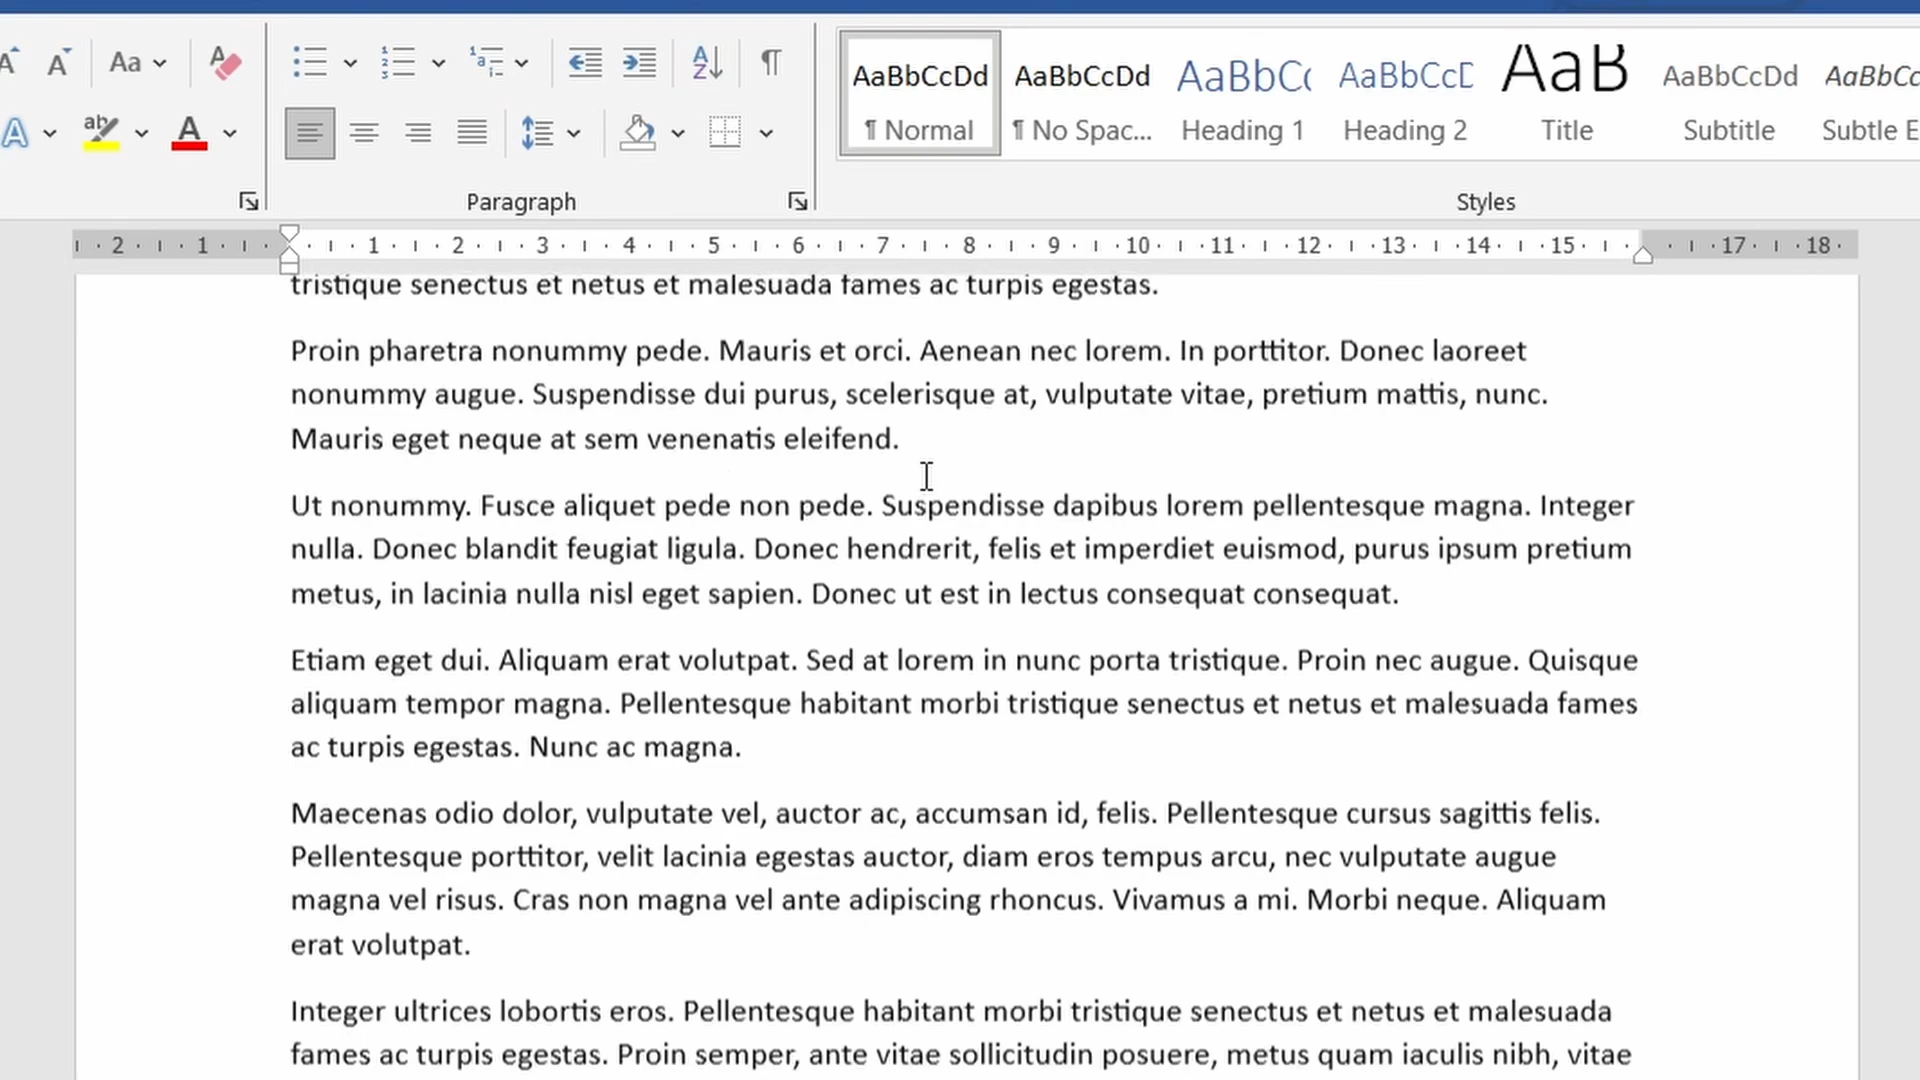 Aa
A
ab
A
A
Z
¶
AaBbCcDd
¶ Normal
AaBbCcDd
¶ No Spac...
AaBbC
Heading 1
AaBbCc
Heading 2
AaB
Title
AaBbCcDd
Subtitle
AaBbCc
Subtle E
Paragraph
Styles
2 1 1 2 3 4 5 6 7 8 9 10 11 12 13 14 15 17 18
tristique senectus et netus et malesuada fames ac turpis egestas.
Proin pharetra nonummy pede. Mauris et orci. Aenean nec lorem. In porttitor. Donec laoreet
nonummy augue. Suspendisse dui purus, scelerisque at, vulputate vitae, pretium mattis, nunc.
Mauris eget neque at sem venenatis eleifend.
Ut nonummy. Fusce aliquet pede non pede. Suspendisse dapibus lorem pellentesque magna. Integer
nulla. Donec blandit feugiat ligula. Donec hendrerit, felis et imperdiet euismod, purus ipsum pretium
metus, in lacinia nulla nisl eget sapien. Donec ut est in lectus consequat consequat.
Etiam eget dui. Aliquam erat volutpat. Sed at lorem in nunc porta tristique. Proin nec augue. Quisque
aliquam tempor magna. Pellentesque habitant morbi tristique senectus et netus et malesuada fames
ac turpis egestas. Nunc ac magna.
Maecenas odio dolor, vulputate vel, auctor ac, accumsan id, felis. Pellentesque cursus sagittis felis.
Pellentesque porttitor, velit lacinia egestas auctor, diam eros tempus arcu, nec vulputate augue
magna vel risus. Cras non magna vel ante adipiscing rhoncus. Vivamus a mi. Morbi neque. Aliquam
erat volutpat.
Integer ultrices lobortis eros. Pellentesque habitant morbi tristique senectus et netus et malesuada
fames ac turpis egestas. Proin semper, ante vitae sollicitudin posuere, metus quam iaculis nibh, vitae